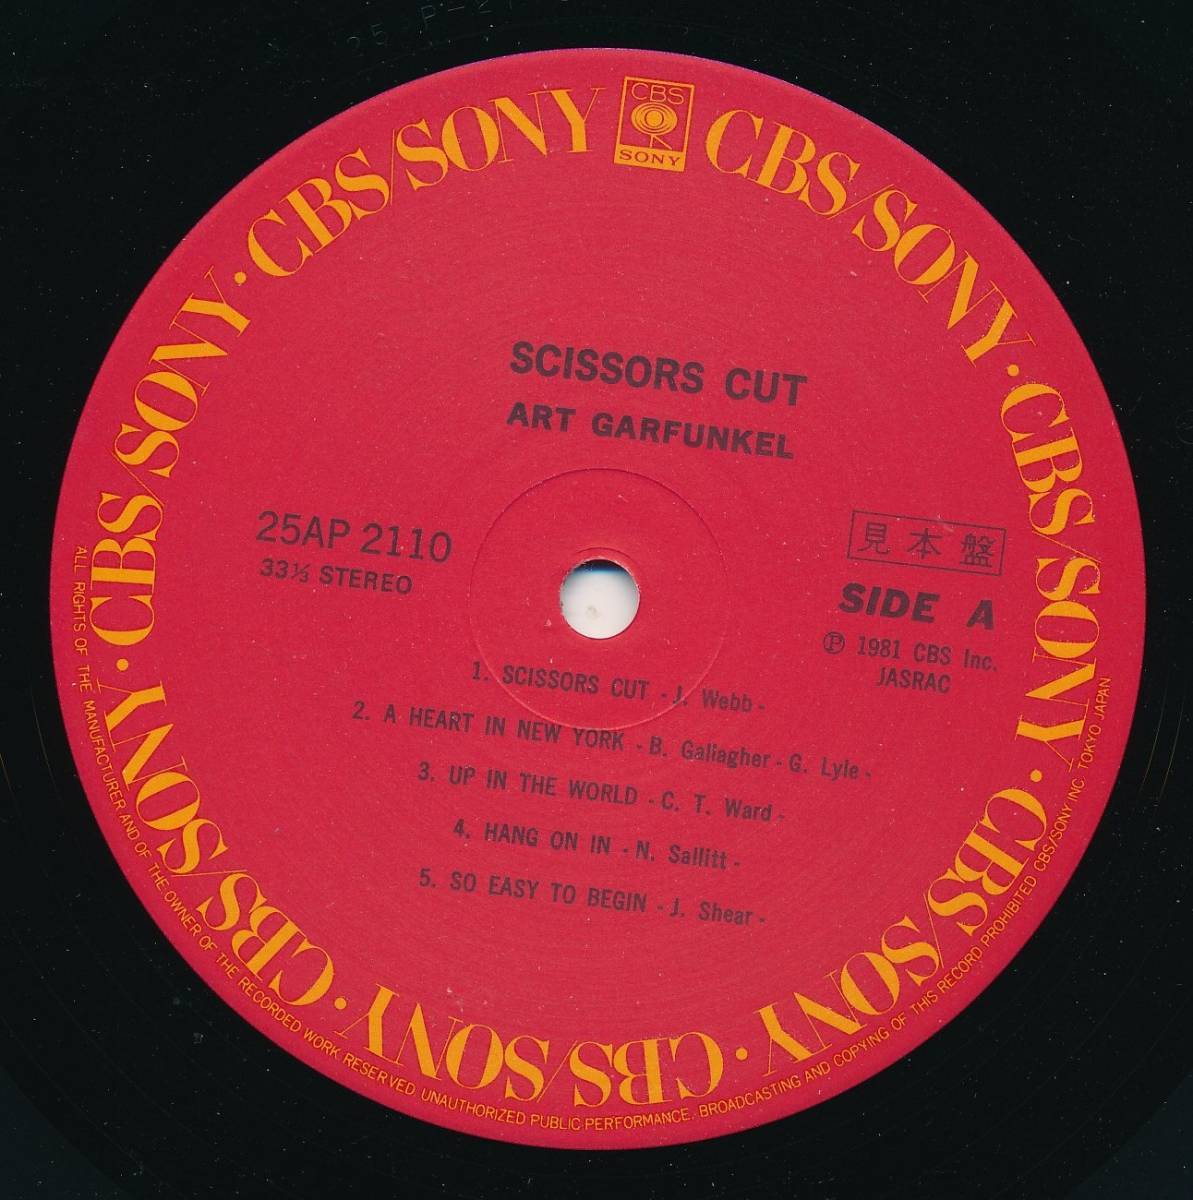 CBS
SONY
CBS/SONY · CBS/SONY · CBS/SONY · CBS/SONY · CBS/SONY · CBS/SONY · CBS/SONY · CBS/SONY
SCISSORS CUT
ART GARFUNKEL
25AP 2110
33⅓ STEREO
見本盤
SIDE A
Ⓟ 1981 CBS Inc.
JASRAC
1. SCISSORS CUT - J. Webb -
2. A HEART IN NEW YORK - B. Gallagher - G. Lyle -
3. UP IN THE WORLD - C. T. Ward -
4. HANG ON IN - N. Sallitt -
5. SO EASY TO BEGIN - J. Shear -
ALL RIGHTS OF THE MANUFACTURER AND OF THE OWNER OF THE RECORDED WORK RESERVED. UNAUTHORIZED PUBLIC PERFORMANCE, BROADCASTING AND COPYING OF THIS RECORD PROHIBITED CBS/SONY INC. TOKYO JAPAN